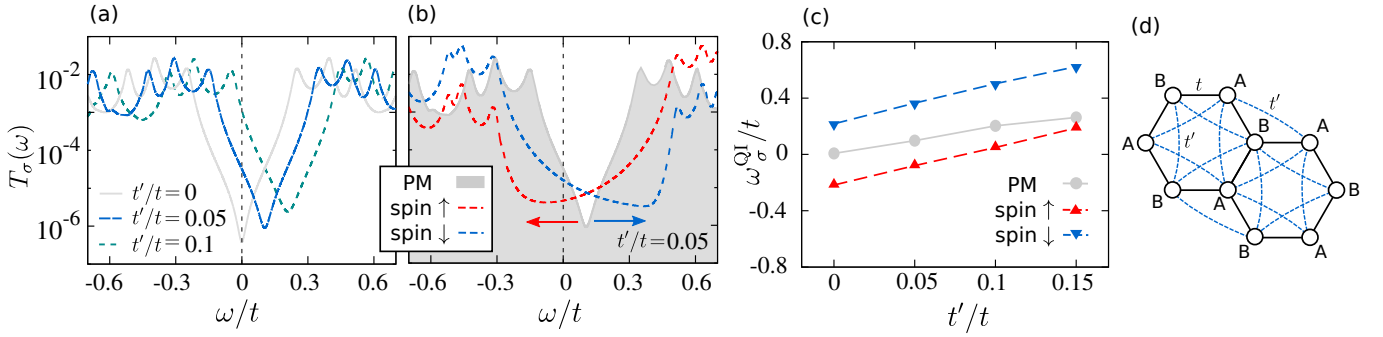 (a)
T_σ(ω)
10⁻²
10⁻⁴
10⁻⁶
t′/t = 0
t′/t = 0.05
t′/t = 0.1
-0.6 -0.3 0 0.3 0.6
ω/t
(b)
PM
spin ↑
spin ↓
t′/t = 0.05
-0.6 -0.3 0 0.3 0.6
ω/t
(c)
ω_σ^QI/t
0.8
0.4
0
-0.4
-0.8
PM
spin ↑
spin ↓
0 0.05 0.10 0.15
t′/t
(d)
B t A t′
A t′ B A
B A B
B A